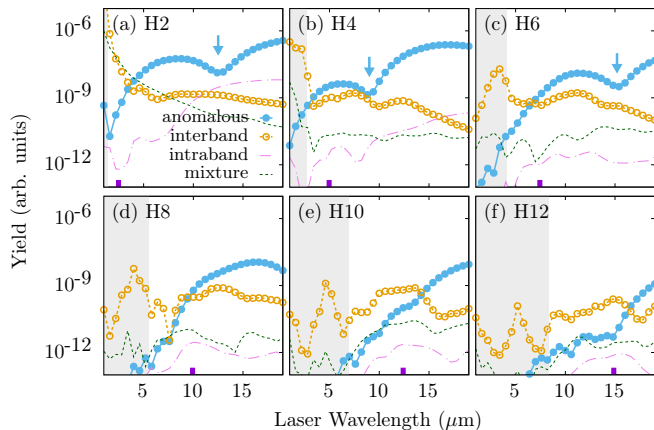 (a) H2
(b) H4
(c) H6
10^-6
10^-9
10^-12
anomalous
interband
intraband
mixture
(d) H8
(e) H10
(f) H12
10^-6
10^-9
10^-12
5 10 15
5 10 15
5 10 15
Yield (arb. units)
Laser Wavelength (μm)